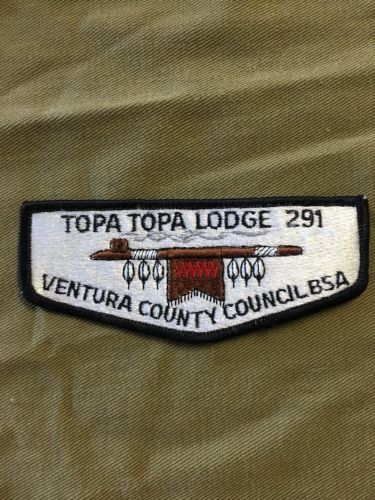 TOPA TOPA LODGE 291
VENTURA COUNTY COUNCIL BSA